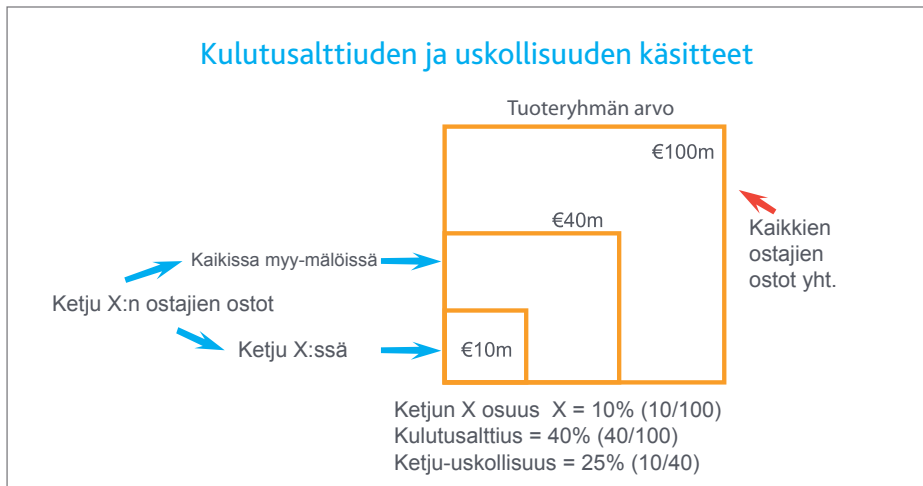 Kulutusalttiuden ja uskollisuuden käsitteet
Tuoteryhmän arvo
€100m
€40m
Kaikkien
ostajien
ostot yht.
Kaikissa myy-mälöissä
Ketju X:n ostajien ostot
Ketju X:ssä
€10m
Ketjun X osuus X = 10% (10/100)
Kulutusalttius = 40% (40/100)
Ketju-uskollisuus = 25% (10/40)